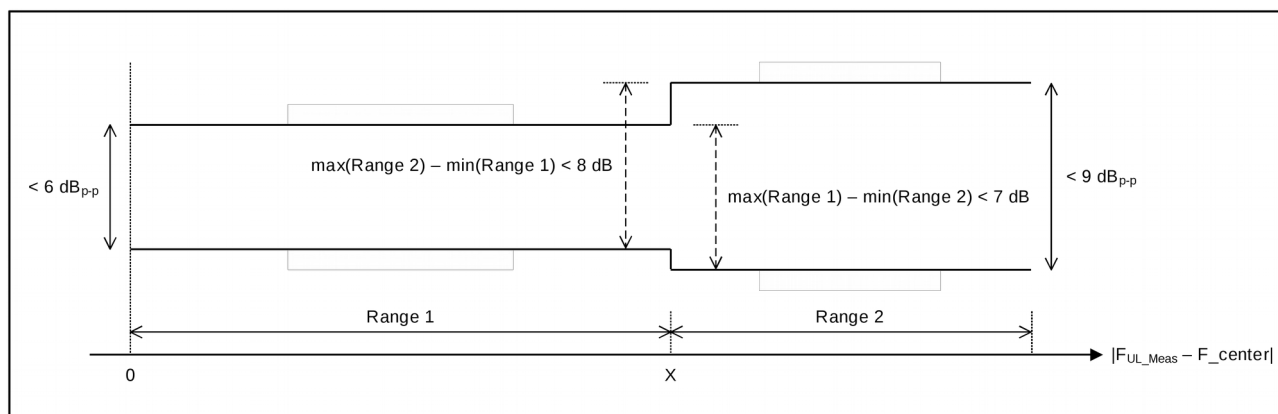 max(Range 2) – min(Range 1) < 8 dB
< 6 dBp-p
< 9 dBp-p
max(Range 1) – min(Range 2) < 7 dB
Range 1
Range 2
|FUL_Meas – F_center|
0
X